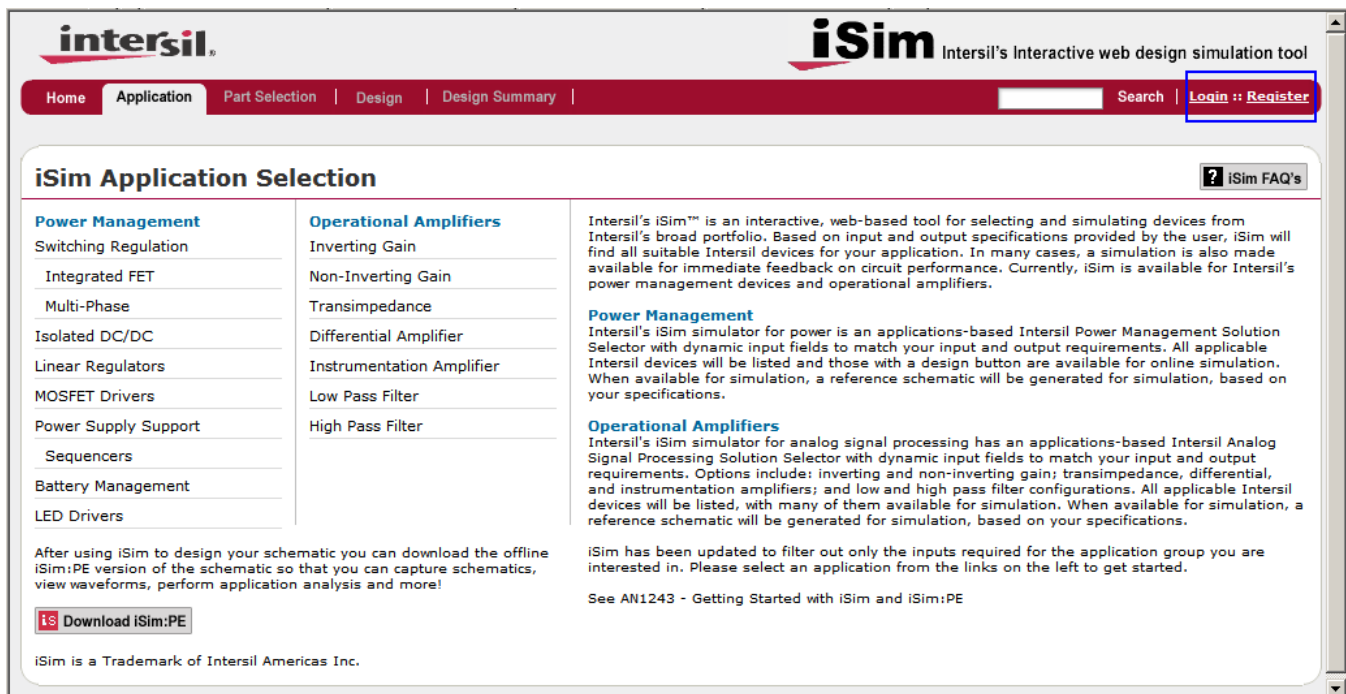 intersil.
iSim Intersil's Interactive web design simulation tool
Home Application Part Selection | Design | Design Summary | Search | Login :: Register
iSim Application Selection
? iSim FAQ's
Power Management
Switching Regulation
Integrated FET
Multi-Phase
Isolated DC/DC
Linear Regulators
MOSFET Drivers
Power Supply Support
Sequencers
Battery Management
LED Drivers
Operational Amplifiers
Inverting Gain
Non-Inverting Gain
Transimpedance
Differential Amplifier
Instrumentation Amplifier
Low Pass Filter
High Pass Filter
After using iSim to design your schematic you can download the offline
iSim:PE version of the schematic so that you can capture schematics,
view waveforms, perform application analysis and more!
is Download iSim:PE
iSim is a Trademark of Intersil Americas Inc.
Intersil's iSim™ is an interactive, web-based tool for selecting and simulating devices from
Intersil's broad portfolio. Based on input and output specifications provided by the user, iSim will
find all suitable Intersil devices for your application. In many cases, a simulation is also made
available for immediate feedback on circuit performance. Currently, iSim is available for Intersil's
power management devices and operational amplifiers.
Power Management
Intersil's iSim simulator for power is an applications-based Intersil Power Management Solution
Selector with dynamic input fields to match your input and output requirements. All applicable
Intersil devices will be listed and those with a design button are available for online simulation.
When available for simulation, a reference schematic will be generated for simulation, based on
your specifications.
Operational Amplifiers
Intersil's iSim simulator for analog signal processing has an applications-based Intersil Analog
Signal Processing Solution Selector with dynamic input fields to match your input and output
requirements. Options include: inverting and non-inverting gain; transimpedance, differential,
and instrumentation amplifiers; and low and high pass filter configurations. All applicable Intersil
devices will be listed, with many of them available for simulation. When available for simulation, a
reference schematic will be generated for simulation, based on your specifications.
iSim has been updated to filter out only the inputs required for the application group you are
interested in. Please select an application from the links on the left to get started.
See AN1243 - Getting Started with iSim and iSim:PE